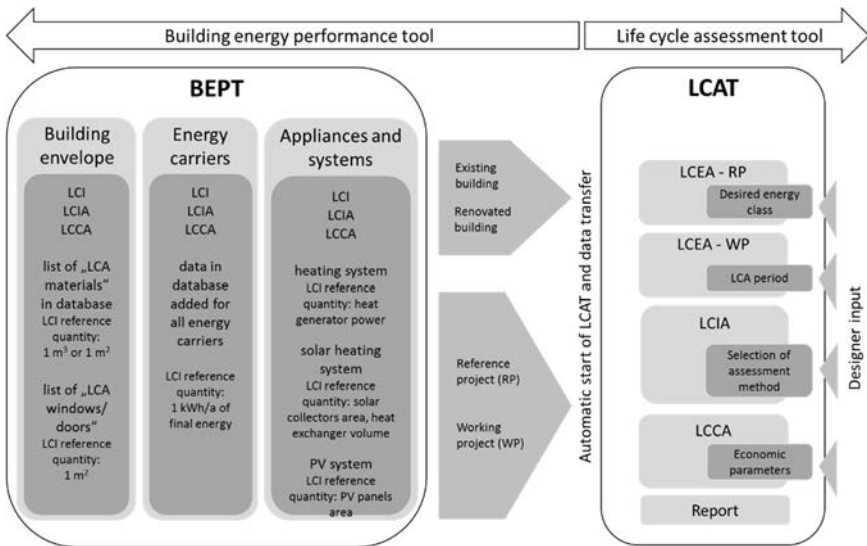 Building energy performance tool
Life cycle assessment tool
BEPT
Building
envelope
LCI
LCIA
LCCA
list of „LCA
materials“
in database
LCI reference
quantity:
1 m³ or 1 m²
list of „LCA
windows/
doors“
LCI reference
quantity:
1 m²
Energy
carriers
LCI
LCIA
LCCA
data in
database
added for
all energy
carriers
LCI reference
quantity:
1 kWh/a of
final energy
Appliances and
systems
LCI
LCIA
LCCA
heating system
LCI reference
quantity: heat
generator power
solar heating
system
LCI reference
quantity: solar
collectors area, heat
exchanger volume
PV system
LCI reference
quantity: PV panels
area
Existing
building
Renovated
building
Reference
project (RP)
Working
project (WP)
Automatic start of LCAT and data transfer
LCAT
LCEA - RP
Desired energy
class
LCEA - WP
LCA period
LCIA
Selection of
assessment
method
LCCA
Economic
parameters
Report
Designer input